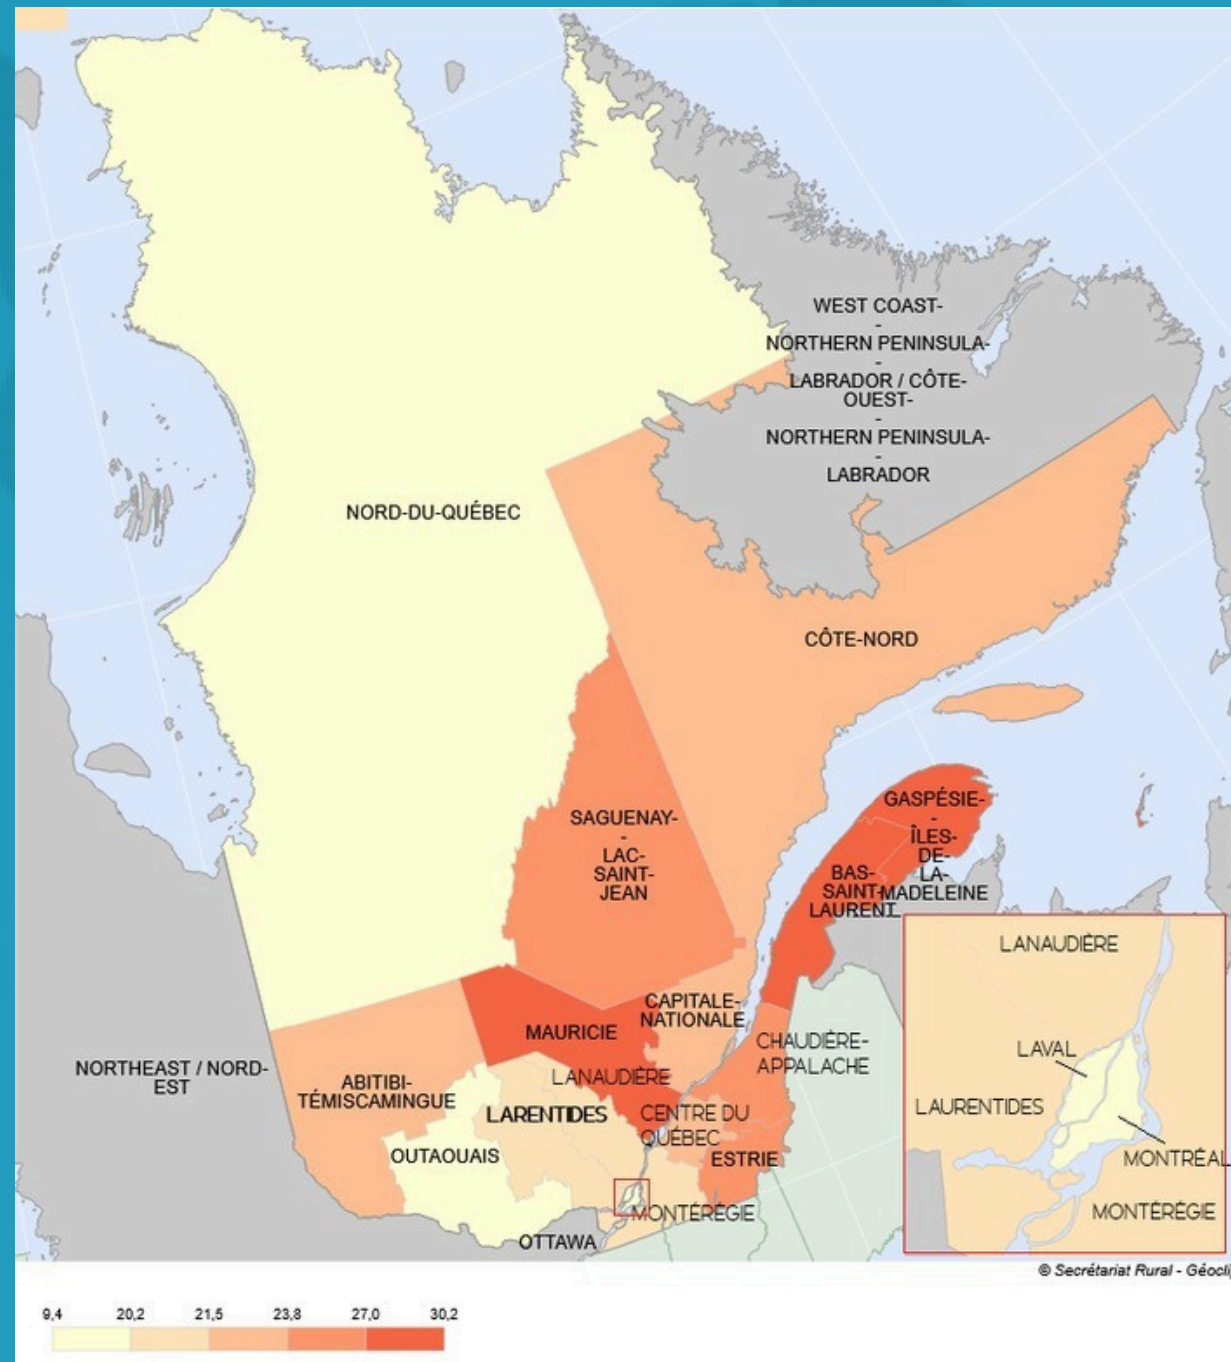 WEST COAST-
-
NORTHERN PENINSULA-
-
LABRADOR / CÔTE-
OUEST-
-
NORTHERN PENINSULA-
-
LABRADOR
NORD-DU-QUÉBEC
CÔTE-NORD
SAGUENAY-
-
LAC-
SAINT-
JEAN
GASPÉSIE-
-
ÎLES-
DE-
LA-
MADELEINE
BAS-
SAINT-
LAURENT
CAPITALE-
NATIONALE
MAURICIE
CHAUDIÈRE-
APPALACHE
NORTHEAST / NORD-
EST
ABITIBI-
TÉMISCAMINGUE
LANAUDIÈRE
LARENTIDES
CENTRE DU
QUÉBEC
OUTAOUAIS
ESTRIE
MONTÉRÉGIE
OTTAWA
LANAUDIÈRE
LAVAL
LAURENTIDES
MONTRÉAL
MONTÉRÉGIE
© Secrétariat Rural - Géocli
9,4 20,2 21,5 23,8 27,0 30,2